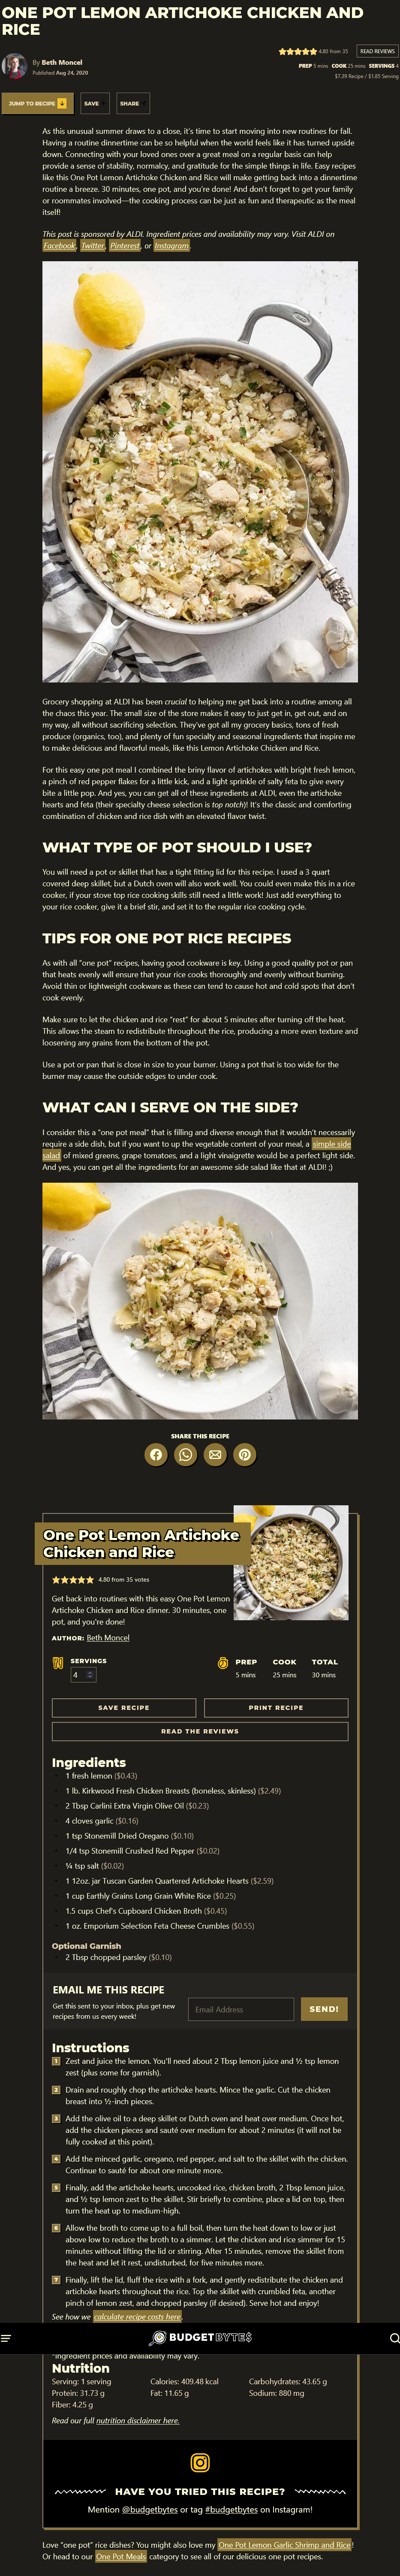 ONE POT LEMON ARTICHOKE CHICKEN AND
RICE
By Beth Moncel
Published Aug 24, 2020
4.80 from 35
READ REVIEWS
PREP 5 mins COOK 25 mins SERVINGS 4
$7.39 Recipe / $1.85 Serving
JUMP TO RECIPE
SAVE
SHARE
As this unusual summer draws to a close, it's time to start moving into new routines for fall.
Having a routine dinnertime can be so helpful when the world feels like it has turned upside
down. Connecting with your loved ones over a great meal on a regular basis can help
provide a sense of stability, normalcy, and gratitude for the simple things in life. Easy recipes
like this One Pot Lemon Artichoke Chicken and Rice will make getting back into a dinnertime
routine a breeze. 30 minutes, one pot, and you're done! And don't forget to get your family
or roommates involved—the cooking process can be just as fun and therapeutic as the meal
itself!
This post is sponsored by ALDI. Ingredient prices and availability may vary. Visit ALDI on
Facebook, Twitter, Pinterest, or Instagram.
Grocery shopping at ALDI has been crucial to helping me get back into a routine among all
the chaos this year. The small size of the store makes it easy to just get in, get out, and on
my way, all without sacrificing selection. They've got all my grocery basics, tons of fresh
produce (organics, too), and plenty of fun specialty and seasonal ingredients that inspire me
to make delicious and flavorful meals, like this Lemon Artichoke Chicken and Rice.
For this easy one pot meal I combined the briny flavor of artichokes with bright fresh lemon,
a pinch of red pepper flakes for a little kick, and a light sprinkle of salty feta to give every
bite a little pop. And yes, you can get all of these ingredients at ALDI, even the artichoke
hearts and feta (their specialty cheese selection is top notch)! It's the classic and comforting
combination of chicken and rice dish with an elevated flavor twist.
WHAT TYPE OF POT SHOULD I USE?
You will need a pot or skillet that has a tight fitting lid for this recipe. I used a 3 quart
covered deep skillet, but a Dutch oven will also work well. You could even make this in a rice
cooker, if your stove top rice cooking skills still need a little work! Just add everything to
your rice cooker, give it a brief stir, and set it to the regular rice cooking cycle.
TIPS FOR ONE POT RICE RECIPES
As with all "one pot" recipes, having good cookware is key. Using a good quality pot or pan
that heats evenly will ensure that your rice cooks thoroughly and evenly without burning.
Avoid thin or lightweight cookware as these can tend to cause hot and cold spots that don't
cook evenly.
Make sure to let the chicken and rice "rest" for about 5 minutes after turning off the heat.
This allows the steam to redistribute throughout the rice, producing a more even texture and
loosening any grains from the bottom of the pot.
Use a pot or pan that is close in size to your burner. Using a pot that is too wide for the
burner may cause the outside edges to under cook.
WHAT CAN I SERVE ON THE SIDE?
I consider this a "one pot meal" that is filling and diverse enough that it wouldn't necessarily
require a side dish, but if you want to up the vegetable content of your meal, a simple side
salad of mixed greens, grape tomatoes, and a light vinaigrette would be a perfect light side.
And yes, you can get all the ingredients for an awesome side salad like that at ALDI! ;)
SHARE THIS RECIPE
One Pot Lemon Artichoke
Chicken and Rice
4.80 from 35 votes
Get back into routines with this easy One Pot Lemon
Artichoke Chicken and Rice dinner. 30 minutes, one
pot, and you're done!
AUTHOR: Beth Moncel
SERVINGS
4
PREP COOK TOTAL
5 mins 25 mins 30 mins
SAVE RECIPE
PRINT RECIPE
READ THE REVIEWS
Ingredients
1 fresh lemon ($0.43)
1 lb. Kirkwood Fresh Chicken Breasts (boneless, skinless) ($2.49)
2 Tbsp Carlini Extra Virgin Olive Oil ($0.23)
4 cloves garlic ($0.16)
1 tsp Stonemill Dried Oregano ($0.10)
1/4 tsp Stonemill Crushed Red Pepper ($0.02)
¼ tsp salt ($0.02)
1 12oz. jar Tuscan Garden Quartered Artichoke Hearts ($2.59)
1 cup Earthly Grains Long Grain White Rice ($0.25)
1.5 cups Chef's Cupboard Chicken Broth ($0.45)
1 oz. Emporium Selection Feta Cheese Crumbles ($0.55)
Optional Garnish
2 Tbsp chopped parsley ($0.10)
EMAIL ME THIS RECIPE
Get this sent to your inbox, plus get new
recipes from us every week!
Email Address
SEND!
Instructions
1 Zest and juice the lemon. You'll need about 2 Tbsp lemon juice and ½ tsp lemon
zest (plus some for garnish).
2 Drain and roughly chop the artichoke hearts. Mince the garlic. Cut the chicken
breast into ½-inch pieces.
3 Add the olive oil to a deep skillet or Dutch oven and heat over medium. Once hot,
add the chicken pieces and sauté over medium for about 2 minutes (it will not be
fully cooked at this point).
4 Add the minced garlic, oregano, red pepper, and salt to the skillet with the chicken.
Continue to sauté for about one minute more.
5 Finally, add the artichoke hearts, uncooked rice, chicken broth, 2 Tbsp lemon juice,
and ½ tsp lemon zest to the skillet. Stir briefly to combine, place a lid on top, then
turn the heat up to medium-high.
6 Allow the broth to come up to a full boil, then turn the heat down to low or just
above low to reduce the broth to a simmer. Let the chicken and rice simmer for 15
minutes without lifting the lid or stirring. After 15 minutes, remove the skillet from
the heat and let it rest, undisturbed, for five minutes more.
7 Finally, lift the lid, fluff the rice with a fork, and gently redistribute the chicken and
artichoke hearts throughout the rice. Top the skillet with crumbled feta, another
pinch of lemon zest, and chopped parsley (if desired). Serve hot and enjoy!
See how we calculate recipe costs here.
BUDGET BYTES
*Ingredient prices and availability may vary.
Nutrition
Serving: 1 serving Calories: 409.48 kcal Carbohydrates: 43.65 g
Protein: 31.73 g Fat: 11.65 g Sodium: 880 mg
Fiber: 4.25 g
Read our full nutrition disclaimer here.
HAVE YOU TRIED THIS RECIPE?
Mention @budgetbytes or tag #budgetbytes on Instagram!
Love "one pot" rice dishes? You might also love my One Pot Lemon Garlic Shrimp and Rice!
Or head to our One Pot Meals category to see all of our delicious one pot recipes.